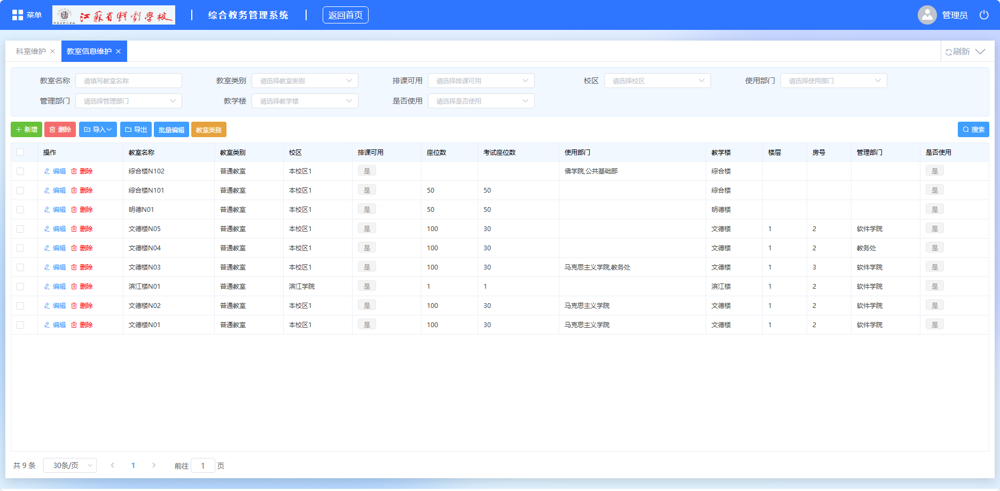 菜单 江苏省戏剧学校 综合教务管理系统 返回首页 管理员
科室维护 教室信息维护 刷新
教室名称 请填写教室名称 教室类别 请选择教室类别 排课可用 请选择排课可用 校区 请选择校区 使用部门 请选择使用部门
管理部门 请选择管理部门 教学楼 请选择教学楼 是否使用 请选择是否使用
新增 删除 导入 导出 批量编辑 教室类别 搜索
操作 教室名称 教室类别 校区 排课可用 座位数 考试座位数 使用部门 教学楼 楼层 房号 管理部门 是否使用
编辑 删除 综合楼N102 普通教室 本校区1 是 佛学院,公共基础部 综合楼 是
编辑 删除 综合楼N101 普通教室 本校区1 是 50 50 综合楼 是
编辑 删除 明德N01 普通教室 本校区1 是 50 50 明德楼 是
编辑 删除 文德楼N05 普通教室 本校区1 是 100 30 文德楼 1 2 软件学院 是
编辑 删除 文德楼N04 普通教室 本校区1 是 100 30 文德楼 1 2 教务处 是
编辑 删除 文德楼N03 普通教室 本校区1 是 100 30 马克思主义学院,教务处 文德楼 1 3 软件学院 是
编辑 删除 滨江楼N01 普通教室 滨江学院 是 1 1 滨江楼 1 2 软件学院 是
编辑 删除 文德楼N02 普通教室 本校区1 是 100 30 马克思主义学院 文德楼 1 2 软件学院 是
编辑 删除 文德楼N01 普通教室 本校区1 是 100 30 马克思主义学院 文德楼 1 2 软件学院 是
共 9 条 30条/页 1 前往 1 页